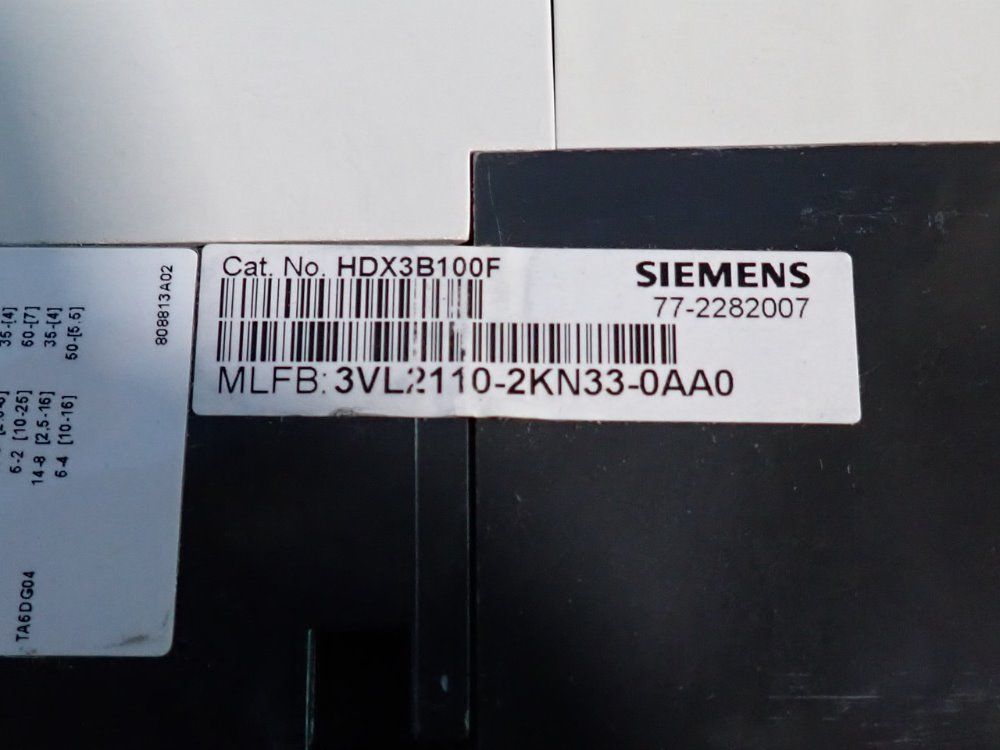 Cat. No. HDX3B100F
SIEMENS
77-2282007
MLFB: 3VL2110-2KN33-0AA0
808813A02
35-[4]
60-[7]
35-[4]
50-[5.5]
6-2 [10-25]
14-8 [2.5-16]
6-4 [10-16]
TA6DG04